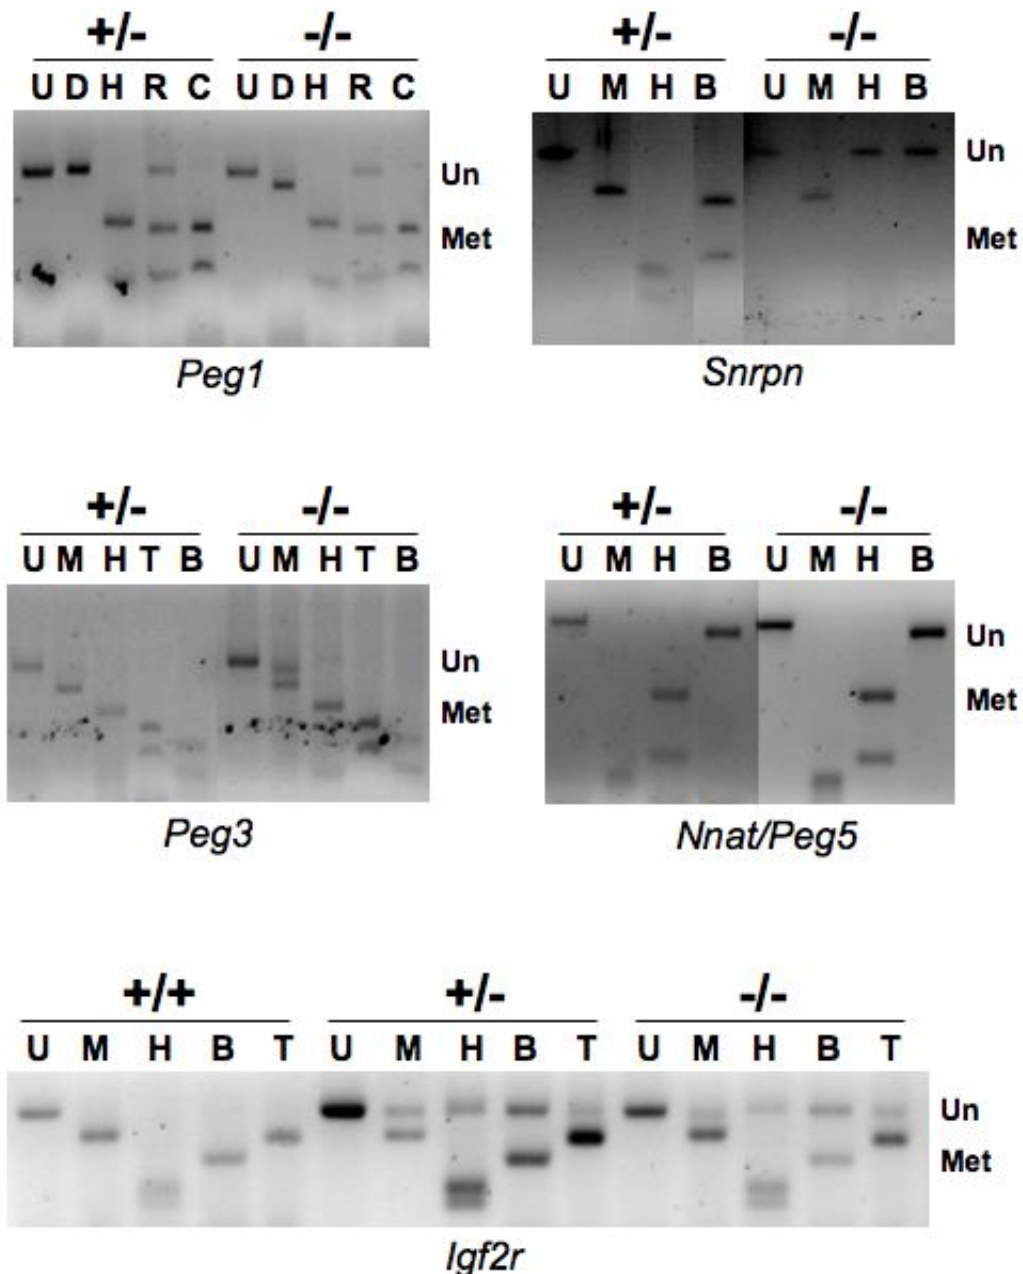 +/- -/-
U D H R C U D H R C
Un
Met
Peg1
+/- -/-
U M H B U M H B
Un
Met
Snrpn
+/- -/-
U M H T B U M H T B
Un
Met
Peg3
+/- -/-
U M H B U H B M
Un
Met
Nnat/Peg5
+/+ +/- -/-
U M H B T U M H B T U M H B T
Un
Met
Igf2r